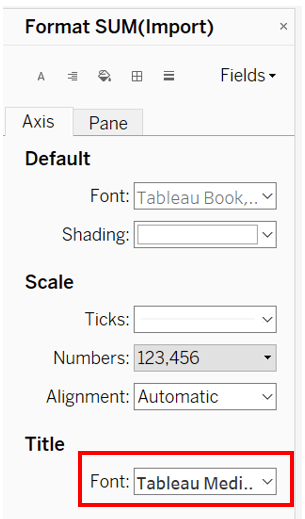 Format SUM(Import) ×
A Fields
Axis Pane
Default
Font: Tableau Book,..
Shading:
Scale
Ticks:
Numbers: 123,456
Alignment: Automatic
Title
Font: Tableau Medi..